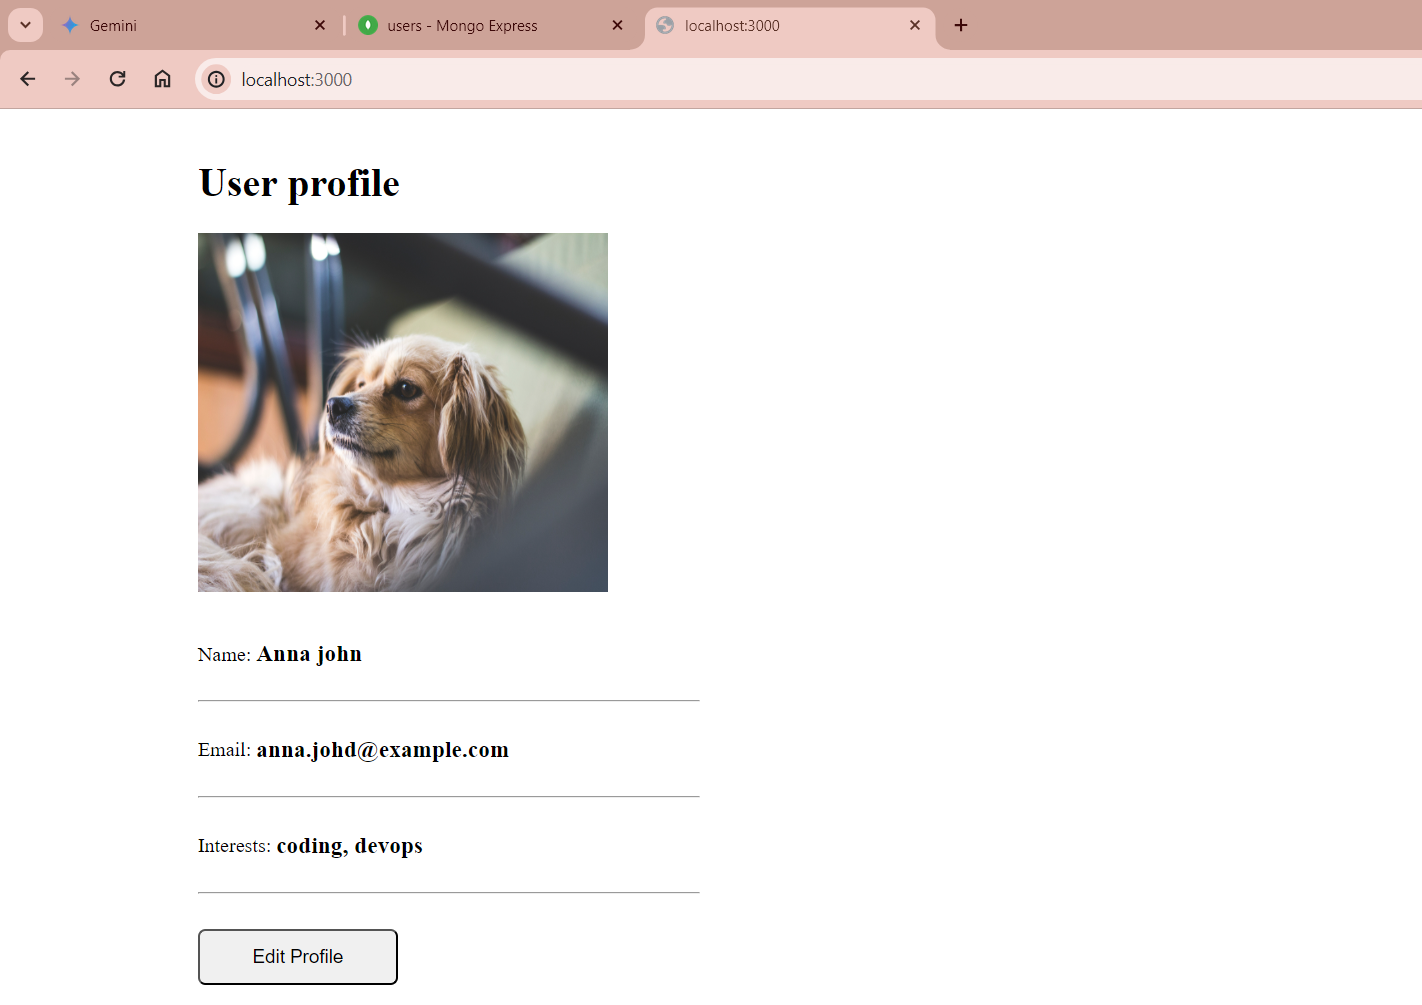 Gemini
users - Mongo Express
localhost:3000
localhost:3000
User profile
Name: Anna john
Email: anna.johd@example.com
Interests: coding, devops
Edit Profile